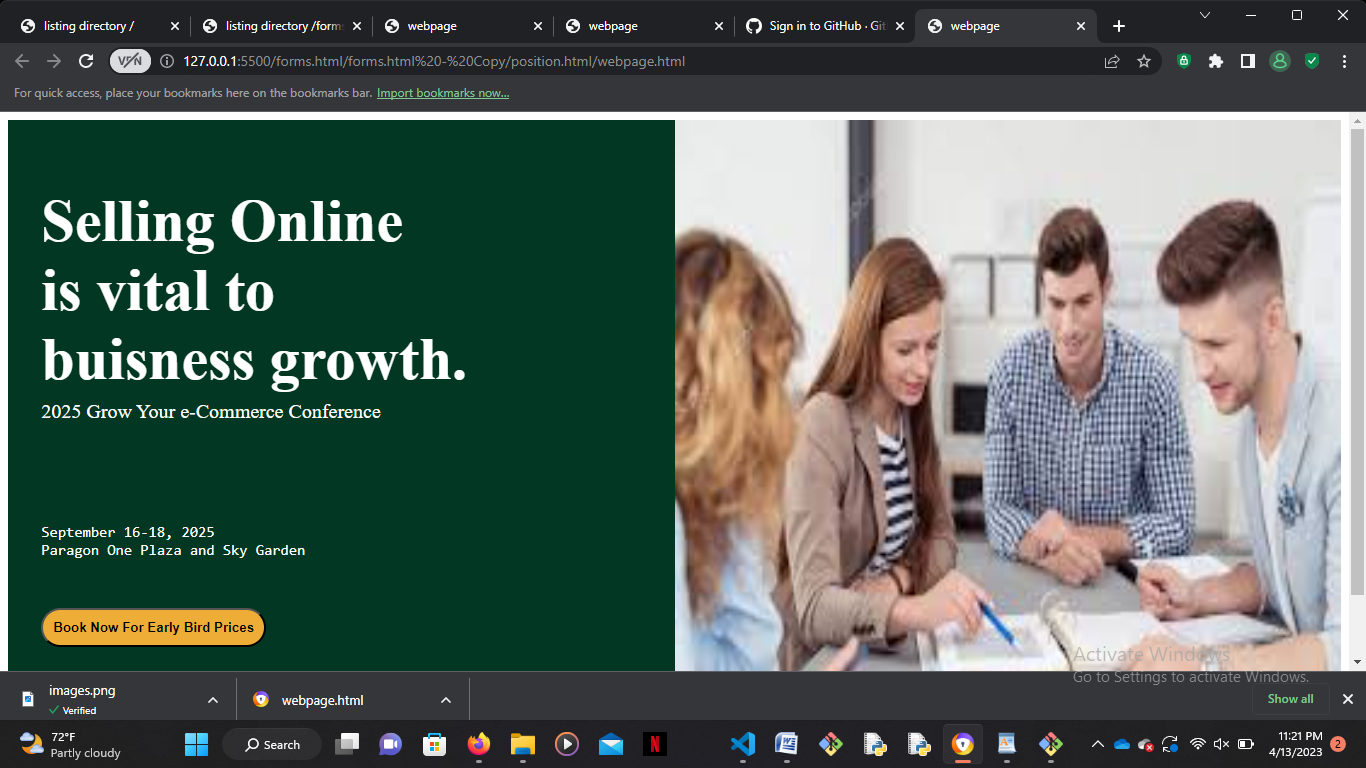 listing directory /
listing directory /form
webpage
webpage
Sign in to GitHub · Git
webpage
VPN
127.0.0.1:5500/forms.html/forms.html%20-%20Copy/position.html/webpage.html
For quick access, place your bookmarks here on the bookmarks bar. Import bookmarks now...
Selling Online
is vital to
buisness growth.
2025 Grow Your e-Commerce Conference
September 16-18, 2025
Paragon One Plaza and Sky Garden
Book Now For Early Bird Prices
Activate Windows
Go to Settings to activate Windows.
images.png
Verified
webpage.html
Show all
72°F
Partly cloudy
Search
N
11:21 PM
4/13/2023
2